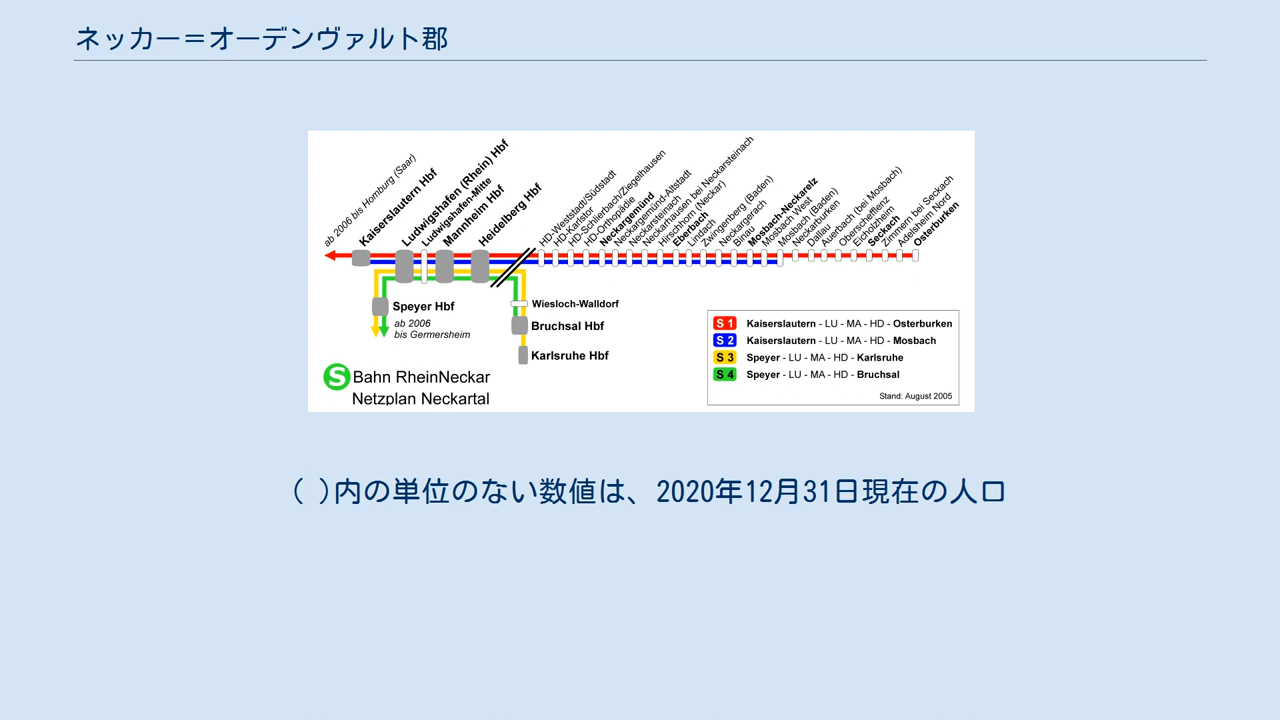 ネッカー＝オーデンヴァルト郡
ab 2006 bis Homburg (Saar)
Kaiserslautern Hbf
Ludwigshafen (Rhein) Hbf
Ludwigshafen-Mitte
Mannheim Hbf
Heidelberg Hbf
HD-Weststadt/Südstadt
HD-Karlstor
HD-Schlierbach/Ziegelhausen
HD-Orthopädie
Neckargemünd
Neckargemünd-Altstadt
Neckarsteinach
Neckarhausen bei Neckarsteinach
Hirschhorn (Neckar)
Eberbach
Lindach
Zwingenberg (Baden)
Neckargerach
Binau
Mosbach-Neckarelz
Mosbach West
Mosbach (Baden)
Neckarburken
Dallau
Auerbach (bei Mosbach)
Oberschefflenz
Eicholzheim
Seckach
Zimmern bei Seckach
Adelsheim Nord
Osterburken
Speyer Hbf
ab 2006
bis Germersheim
Wiesloch-Walldorf
Bruchsal Hbf
Karlsruhe Hbf
S Bahn RheinNeckar
Netzplan Neckartal
S 1 Kaiserslautern - LU - MA - HD - Osterburken
S 2 Kaiserslautern - LU - MA - HD - Mosbach
S 3 Speyer - LU - MA - HD - Karlsruhe
S 4 Speyer - LU - MA - HD - Bruchsal
Stand: August 2005
( )内の単位のない数値は、2020年12月31日現在の人口